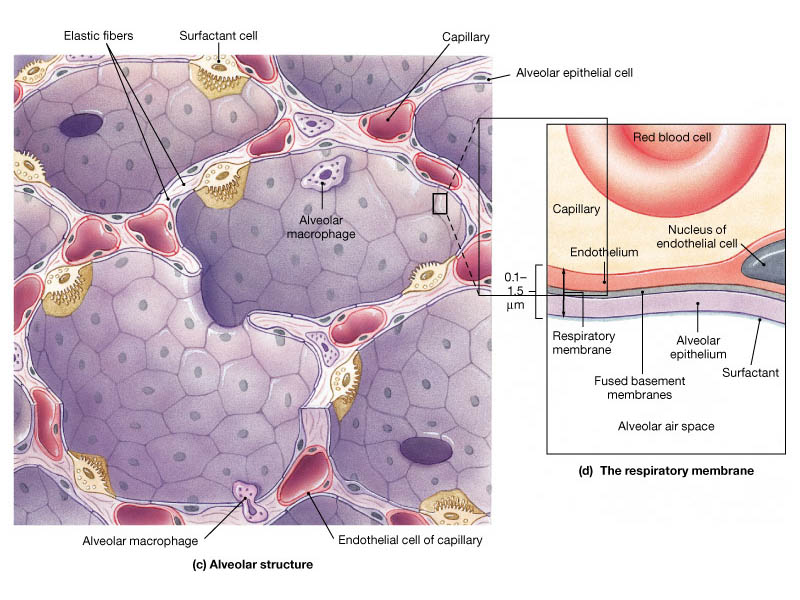 Elastic fibers
Surfactant cell
Capillary
Alveolar epithelial cell
Alveolar
macrophage
Alveolar macrophage
Endothelial cell of capillary
(c) Alveolar structure
Red blood cell
Capillary
Nucleus of
endothelial cell
Endothelium
0.1–
1.5
μm
Respiratory
membrane
Alveolar
epithelium
Surfactant
Fused basement
membranes
Alveolar air space
(d) The respiratory membrane